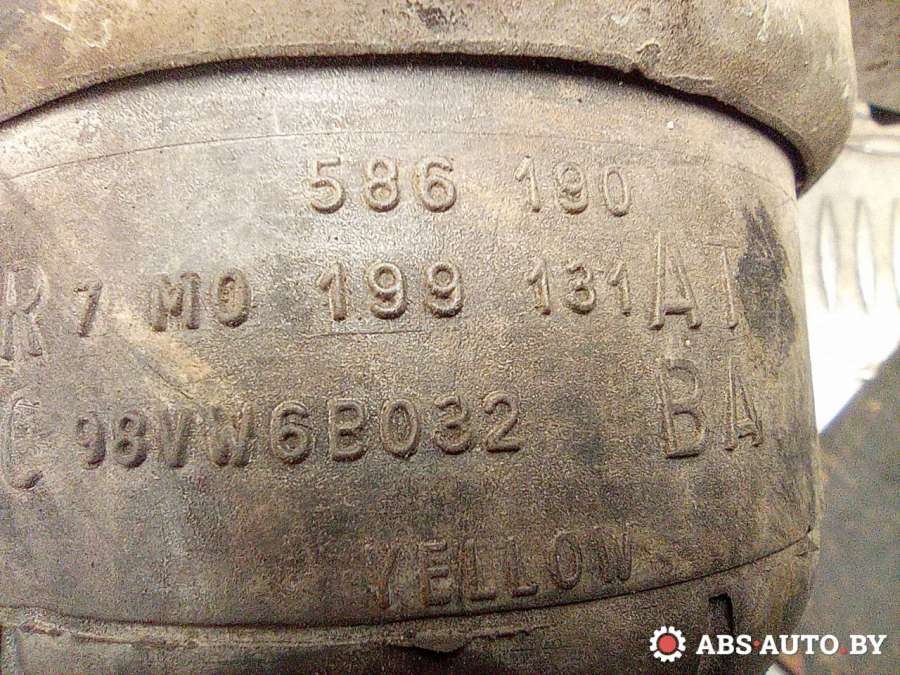 586 190
R 7 M0 199 131 AT
C 98VW6B032 BA
YELLOW
ABS-AUTO.BY